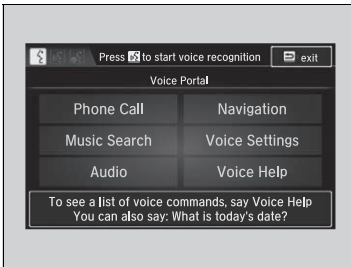 Press to start voice recognition
exit
Voice Portal
Phone Call
Navigation
Music Search
Voice Settings
Audio
Voice Help
To see a list of voice commands, say Voice Help
You can also say: What is today's date?